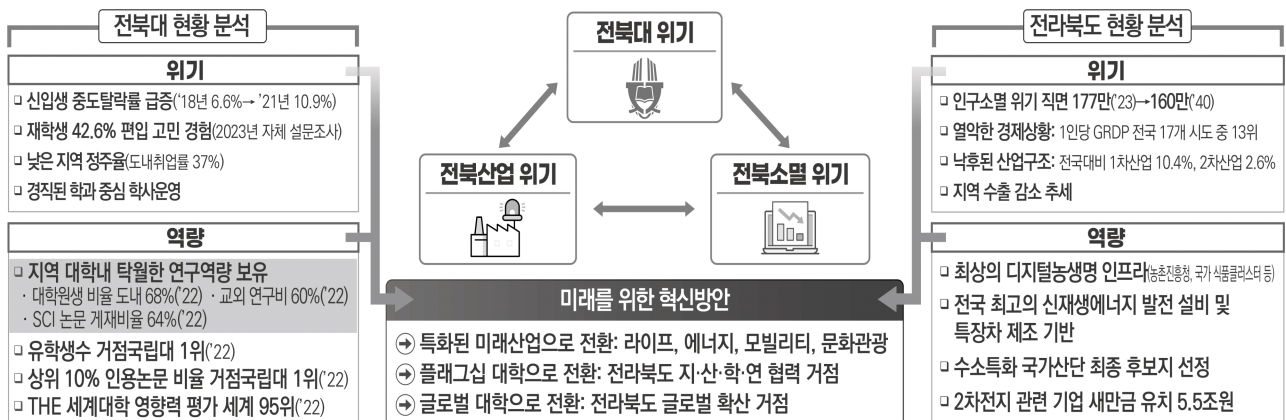 전북대 현황 분석
위기
□ 신입생 중도탈락률 급증('18년 6.6%→ '21년 10.9%)
□ 재학생 42.6% 편입 고민 경험(2023년 자체 설문조사)
□ 낮은 지역 정주율(도내취업률 37%)
□ 경직된 학과 중심 학사운영
역량
□ 지역 대학내 탁월한 연구역량 보유
· 대학원생 비율 도내 68%('22) · 교외 연구비 60%('22)
· SCI 논문 게재비율 64%('22)
□ 유학생수 거점국립대 1위('22)
□ 상위 10% 인용논문 비율 거점국립대 1위('22)
□ THE 세계대학 영향력 평가 세계 95위('22)
전북대 위기
전북산업 위기
전북소멸 위기
미래를 위한 혁신방안
→ 특화된 미래산업으로 전환: 라이프, 에너지, 모빌리티, 문화관광
→ 플래그십 대학으로 전환: 전라북도 지·산·학·연 협력 거점
→ 글로벌 대학으로 전환: 전라북도 글로벌 확산 거점
전라북도 현황 분석
위기
□ 인구소멸 위기 직면 177만('23)→160만('40)
□ 열악한 경제상황: 1인당 GRDP 전국 17개 시도 중 13위
□ 낙후된 산업구조: 전국대비 1차산업 10.4%, 2차산업 2.6%
□ 지역 수출 감소 추세
역량
□ 최상의 디지털농생명 인프라(농촌진흥청, 국가 식품클러스터 등)
□ 전국 최고의 신재생에너지 발전 설비 및
특장차 제조 기반
□ 수소특화 국가산단 최종 후보지 선정
□ 2차전지 관련 기업 새만금 유치 5.5조원